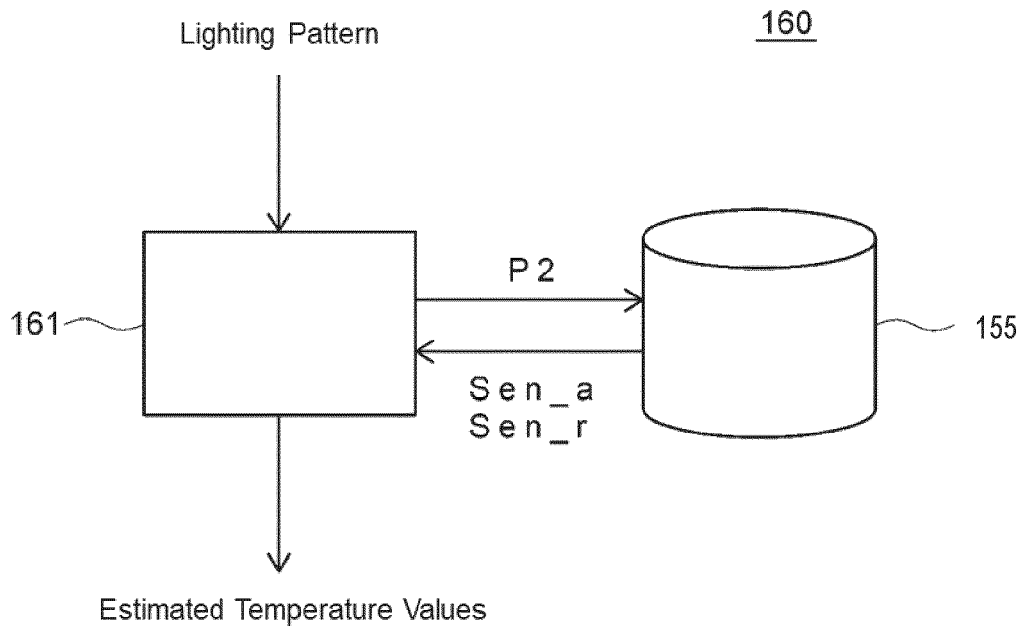 Lighting Pattern
160
P2
161
155
Sen_a
Sen_r
Estimated Temperature Values